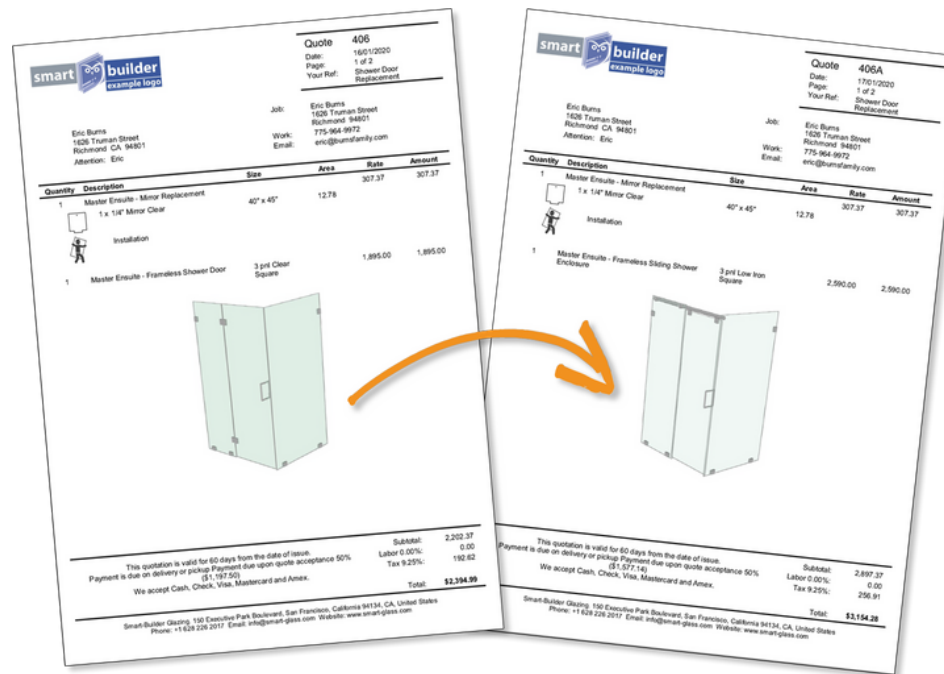 smart builder
example logo
Quote 406
Date: 16/01/2020
Page: 1 of 2
Your Ref: Shower Door
Replacement
Eric Burns
1626 Truman Street
Richmond CA 94801
Attention: Eric
Job: Eric Burns
1626 Truman Street
Richmond 94801
Work: 775-964-9972
Email: eric@burnsfamily.com
Quantity Description Size Area Rate Amount
1 Master Ensuite - Mirror Replacement 307.37 307.37
1 x 1/4" Mirror Clear 40" x 45" 12.78
Installation
1 Master Ensuite - Frameless Shower Door 3 pnl Clear 1,895.00 1,895.00
Square
This quotation is valid for 60 days from the date of issue.
Payment is due on delivery or pickup Payment due upon quote acceptance 50%
($1,197.50)
We accept Cash, Check, Visa, Mastercard and Amex.
Subtotal: 2,202.37
Labor 0.00%: 0.00
Tax 9.25%: 192.62
Total: $2,394.99
Smart-Builder Glazing. 150 Executive Park Boulevard, San Francisco, California 94134, CA, United States
Phone: +1 628 226 2017 Email: info@smart-glass.com Website: www.smart-glass.com
smart builder
example logo
Quote 406A
Date: 17/01/2020
Page: 1 of 2
Your Ref: Shower Door
Replacement
Eric Burns
1626 Truman Street
Richmond CA 94801
Attention: Eric
Job: Eric Burns
1626 Truman Street
Richmond 94801
Work: 775-964-9972
Email: eric@burnsfamily.com
Quantity Description Size Area Rate Amount
1 Master Ensuite - Mirror Replacement 307.37 307.37
1 x 1/4" Mirror Clear 40" x 45" 12.78
Installation
1 Master Ensuite - Frameless Sliding Shower 3 pnl Low Iron 2,590.00 2,590.00
Enclosure Square
This quotation is valid for 60 days from the date of issue.
Payment is due on delivery or pickup Payment due upon quote acceptance 50%
($1,577.14)
We accept Cash, Check, Visa, Mastercard and Amex.
Subtotal: 2,897.37
Labor 0.00%: 0.00
Tax 9.25%: 256.91
Total: $3,154.28
Smart-Builder Glazing. 150 Executive Park Boulevard, San Francisco, California 94134, CA, United States
Phone: +1 628 226 2017 Email: info@smart-glass.com Website: www.smart-glass.com